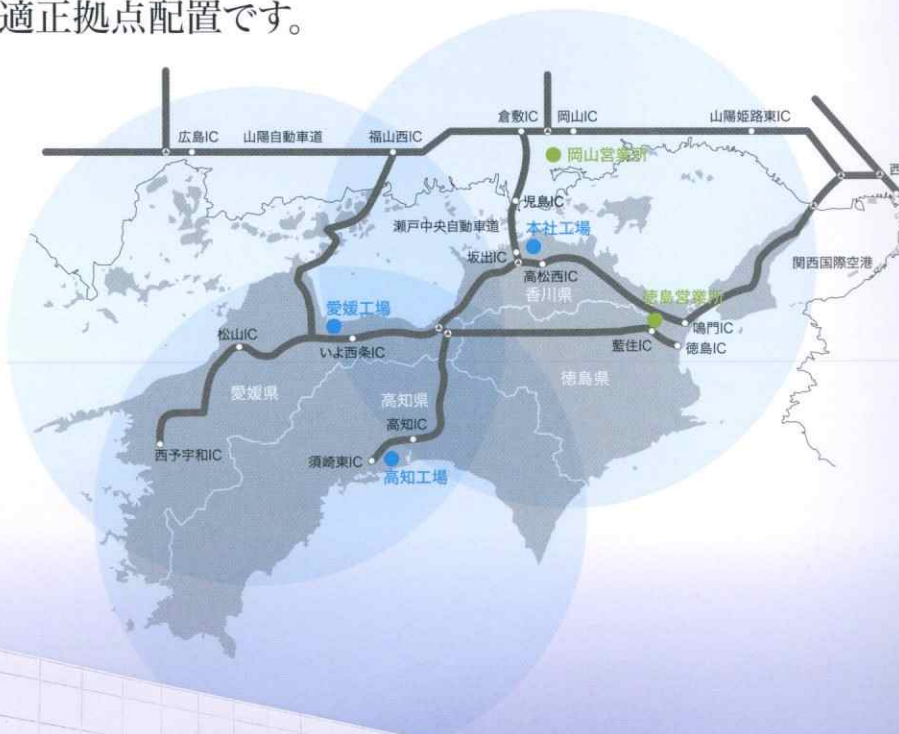 適正拠点配置です。
広島IC
山陽自動車道
福山西IC
倉敷IC
岡山IC
山陽姫路東IC
岡山営業所
西
児島IC
瀬戸中央自動車道
本社工場
坂出IC
高松西IC
香川県
関西国際空港
徳島営業所
愛媛工場
鳴門IC
松山IC
いよ西条IC
藍住IC
徳島IC
愛媛県
高知県
徳島県
高知IC
西予宇和IC
須崎東IC
高知工場